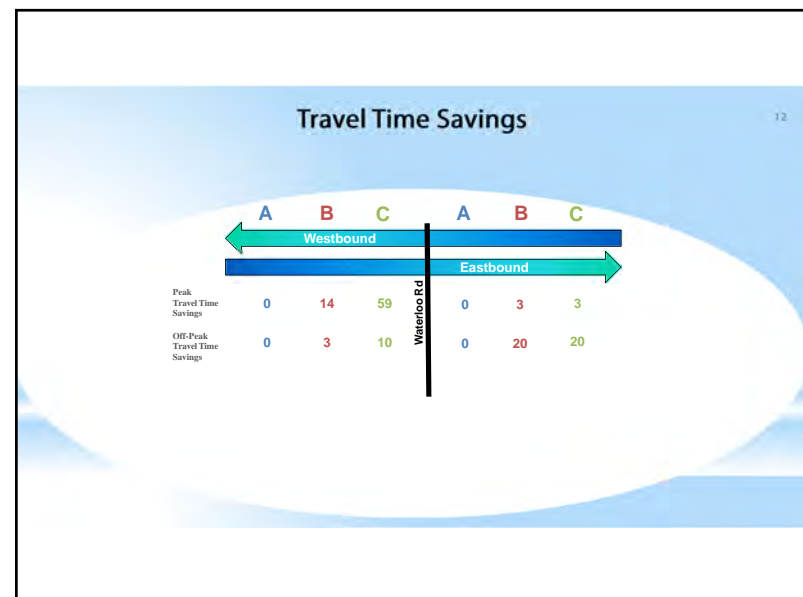 Travel Time Savings
12
A B C A B C
Westbound
Eastbound
Waterloo Rd
Peak
Travel Time
Savings
0 14 59 0 3 3
Off-Peak
Travel Time
Savings
0 3 10 0 20 20